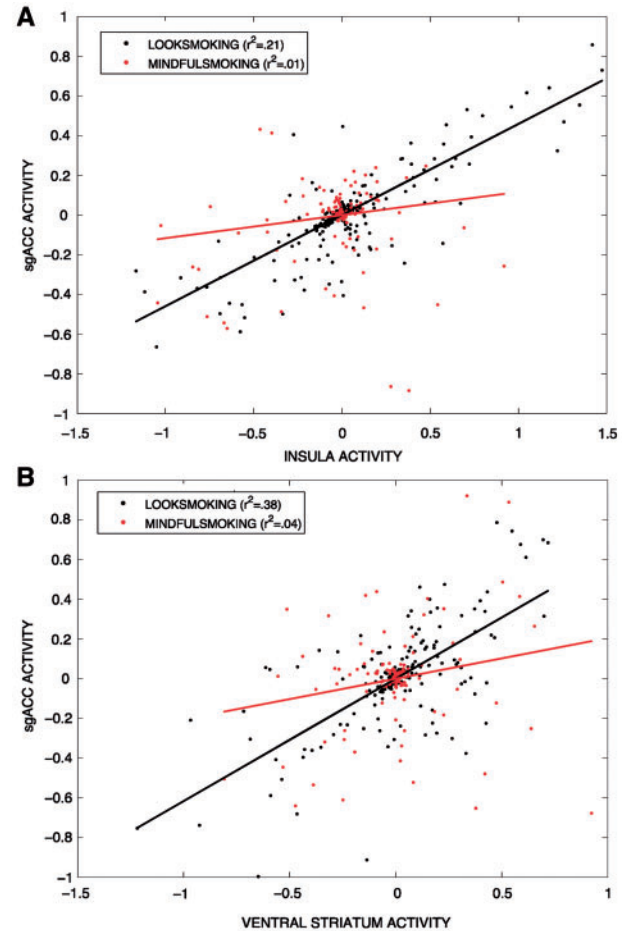 A
LOOKSMOKING (r²=.21)
MINDFULSMOKING (r²=.01)
1
0.8
0.6
0.4
0.2
0
−0.2
−0.4
−0.6
−0.8
−1
sgACC ACTIVITY
−1.5 −1 −0.5 0 0.5 1 1.5
INSULA ACTIVITY
B
LOOKSMOKING (r²=.38)
MINDFULSMOKING (r²=.04)
1
0.8
0.6
0.4
0.2
0
−0.2
−0.4
−0.6
−0.8
−1
sgACC ACTIVITY
−1.5 −1 −0.5 0 0.5 1
VENTRAL STRIATUM ACTIVITY